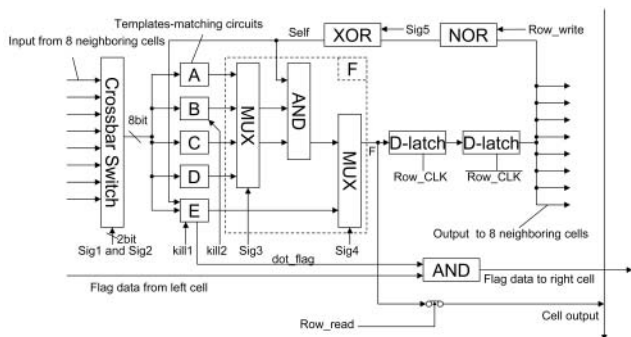 Templates-matching circuits
Input from 8 neighboring cells
Self
XOR
Sig5
NOR
Row_write
Crossbar Switch
8bit
A
B
C
D
E
MUX
AND
F
MUX
F
D-latch
D-latch
Row_CLK
Row_CLK
2bit
Sig1 and Sig2
kill1
kill2
Sig3
Sig4
Output to 8 neighboring cells
dot_flag
AND
Flag data from left cell
Flag data to right cell
Cell output
Row_read